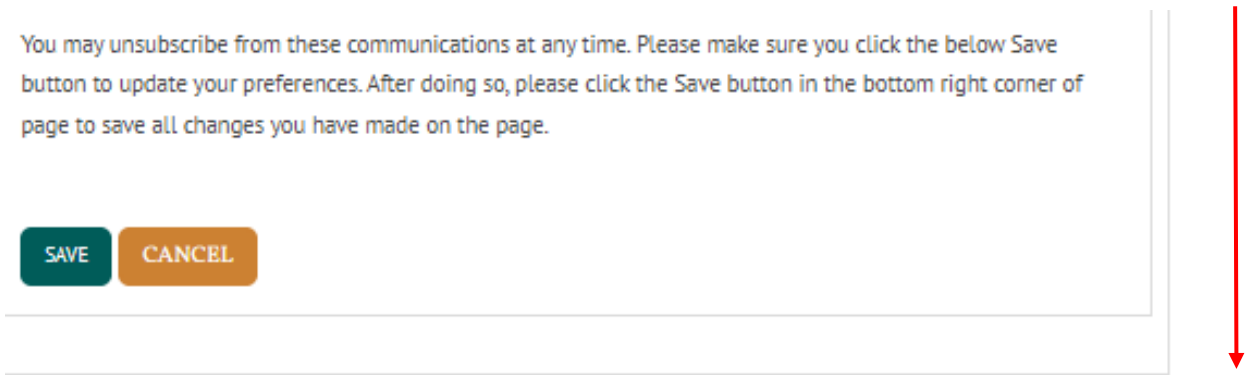 You may unsubscribe from these communications at any time. Please make sure you click the below Save
button to update your preferences. After doing so, please click the Save button in the bottom right corner of
page to save all changes you have made on the page.
SAVE CANCEL